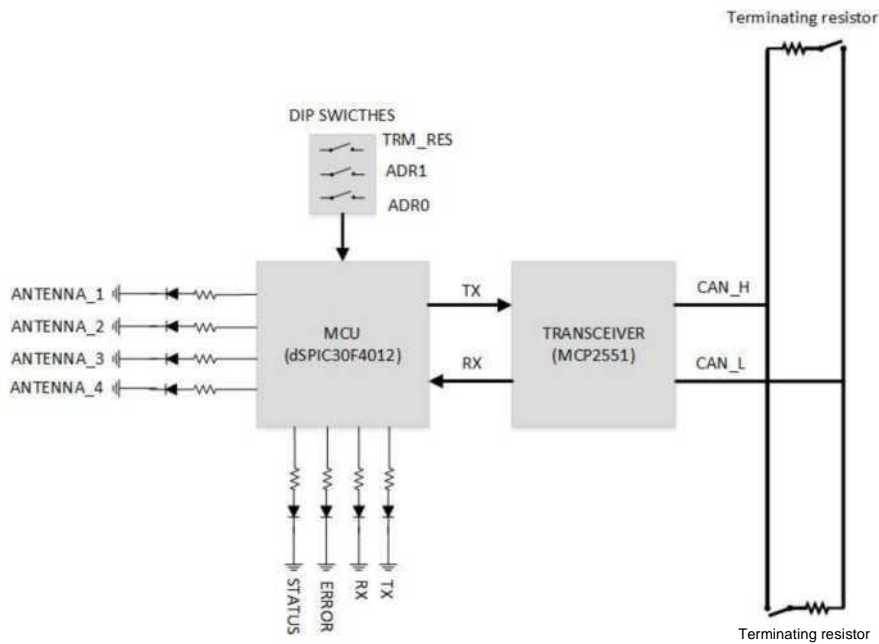 Terminating resistor
DIP SWICTHES
TRM_RES
ADR1
ADR0
ANTENNA_1
ANTENNA_2
ANTENNA_3
ANTENNA_4
MCU
(dSPIC30F4012)
TX
RX
TRANSCEIVER
(MCP2551)
CAN_H
CAN_L
STATUS
ERROR
RX
TX
Terminating resistor